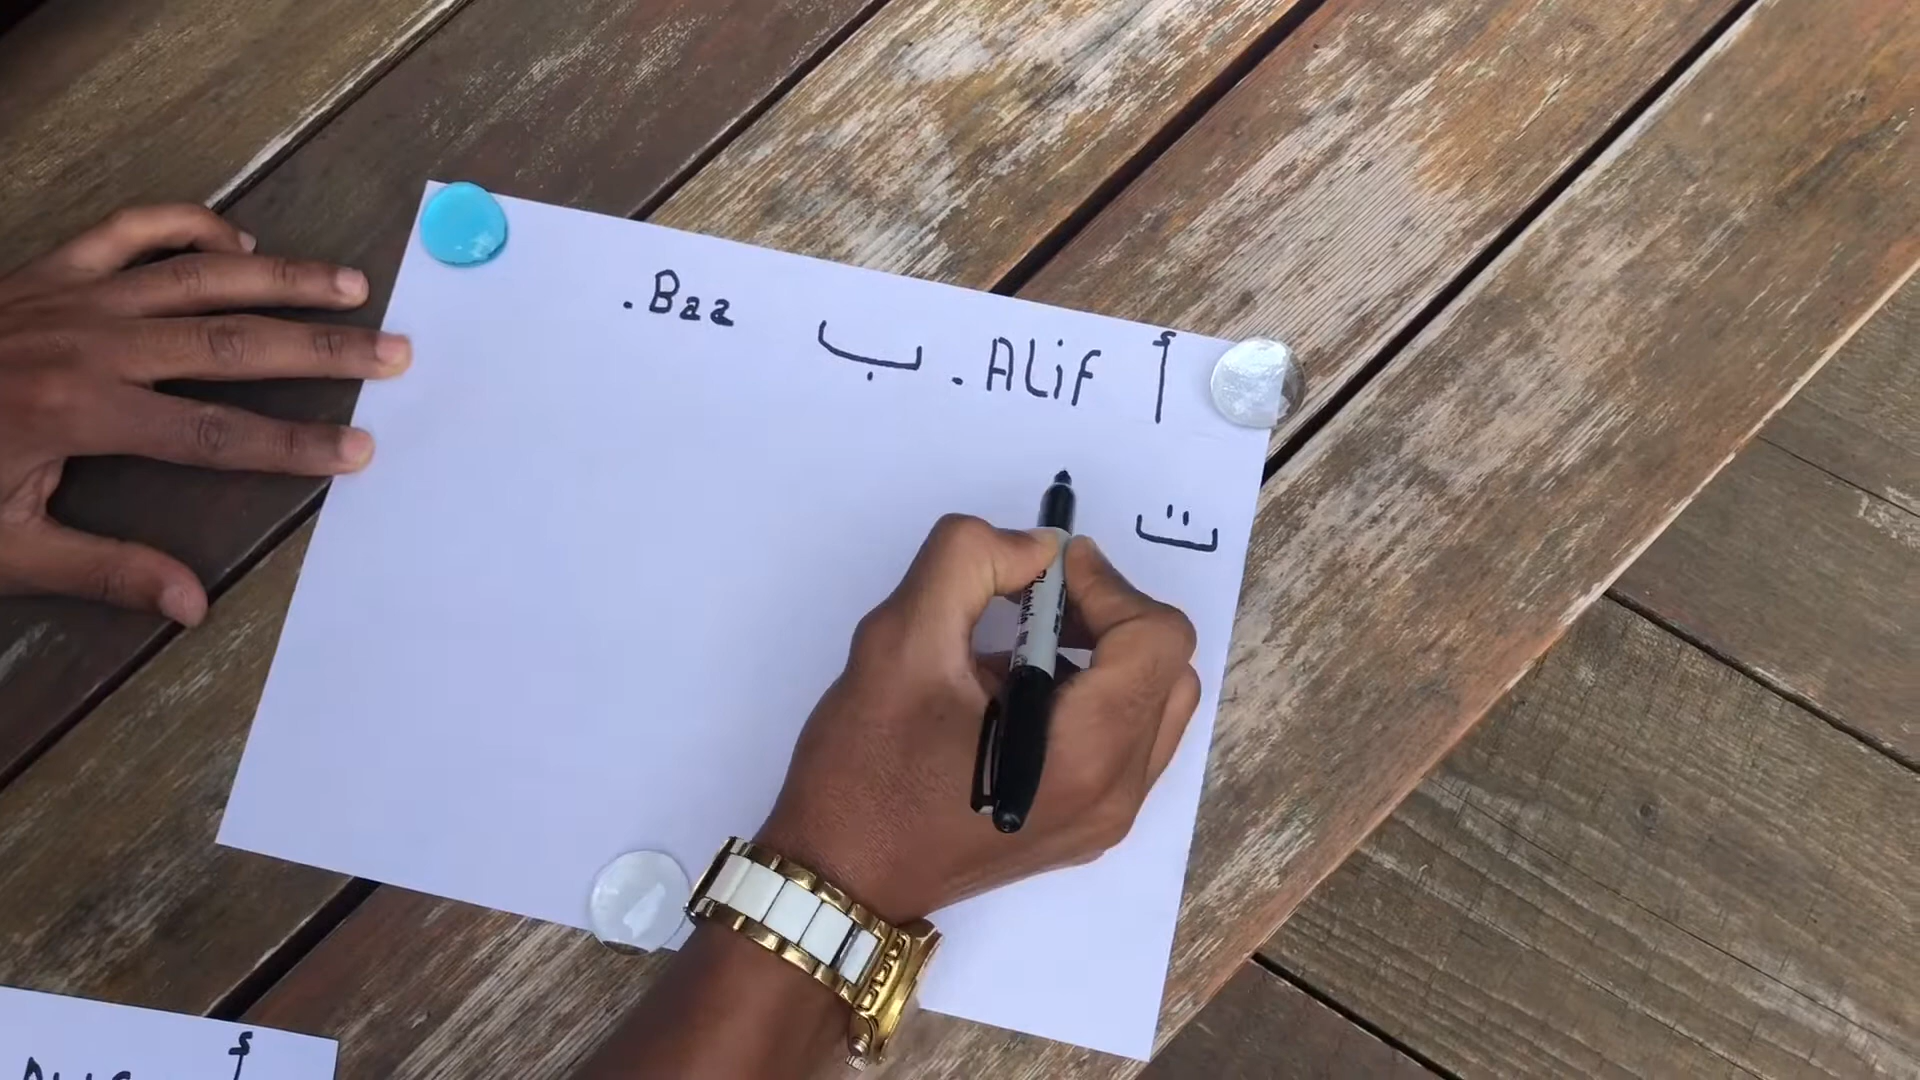 أ ALif . ب Baa .
ت
أ